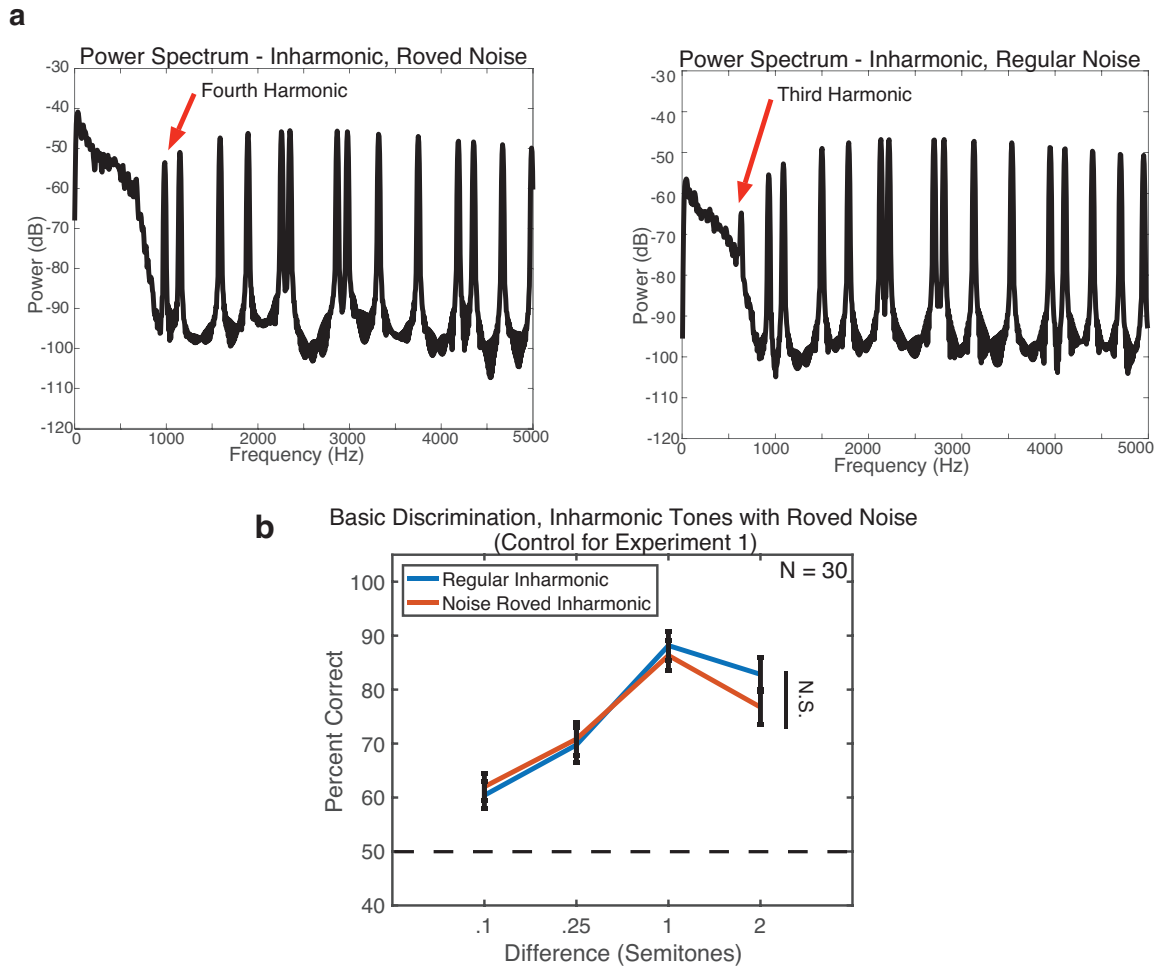 a
Power Spectrum - Inharmonic, Roved Noise
-30
-40
-50
-60
-70
-80
-90
-100
-110
-120
Power (dB)
Fourth Harmonic
0
1000
2000
3000
4000
5000
Frequency (Hz)
Power Spectrum - Inharmonic, Regular Noise
-30
-40
-50
-60
-70
-80
-90
-100
-110
-120
Power (dB)
Third Harmonic
0
1000
2000
3000
4000
5000
Frequency (Hz)
b
Basic Discrimination, Inharmonic Tones with Roved Noise
(Control for Experiment 1)
N = 30
Regular Inharmonic
Noise Roved Inharmonic
100
90
80
70
60
50
40
Percent Correct
N.S.
.1
.25
1
2
Difference (Semitones)